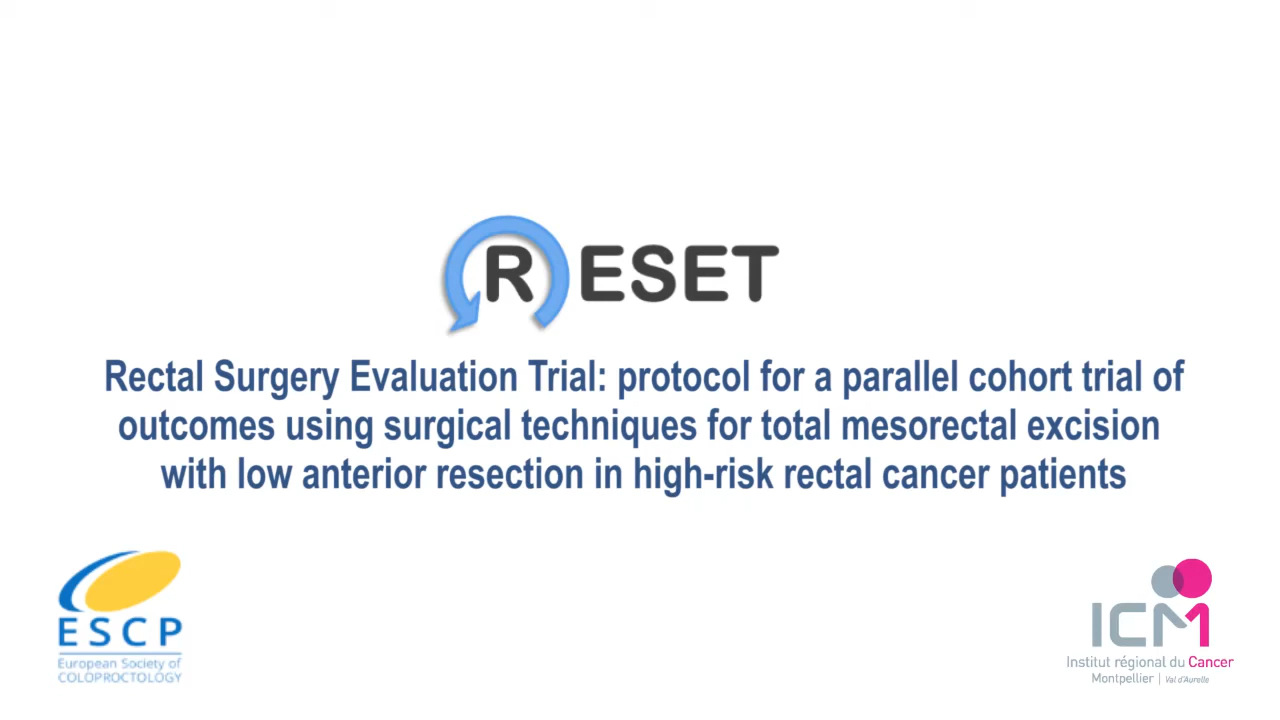 RESET
Rectal Surgery Evaluation Trial: protocol for a parallel cohort trial of
outcomes using surgical techniques for total mesorectal excision
with low anterior resection in high-risk rectal cancer patients
ESCP
European Society of
COLOPROCTOLOGY
ICM
Institut régional du Cancer
Montpellier | Val d'Aurelle